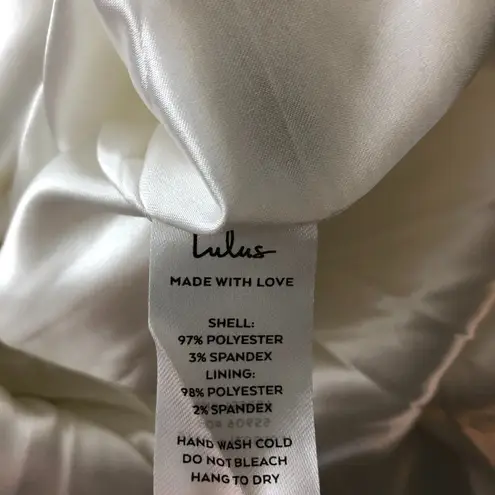 Lulus
MADE WITH LOVE
SHELL:
97% POLYESTER
3% SPANDEX
LINING:
98% POLYESTER
2% SPANDEX
HAND WASH COLD
DO NOT BLEACH
HANG TO DRY